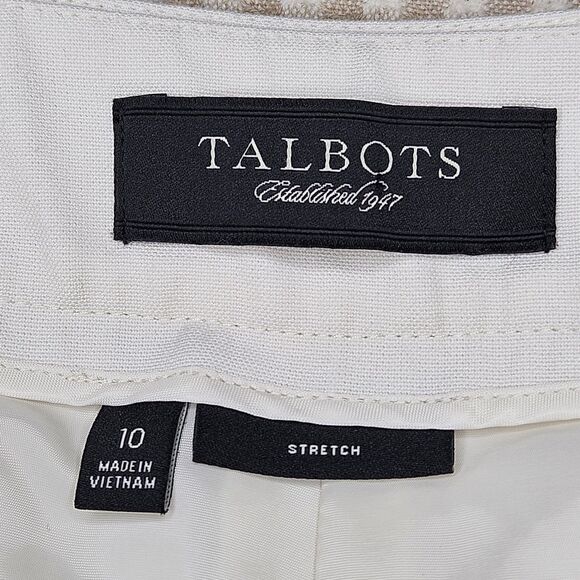 TALBOTS
Established 1947
10
MADE IN
VIETNAM
STRETCH